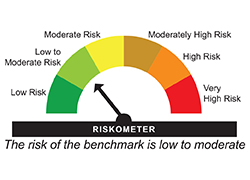 Moderate Risk
Moderately High Risk
Low to
Moderate Risk
High Risk
Low Risk
Very
High Risk
RISKOMETER
The risk of the benchmark is low to moderate